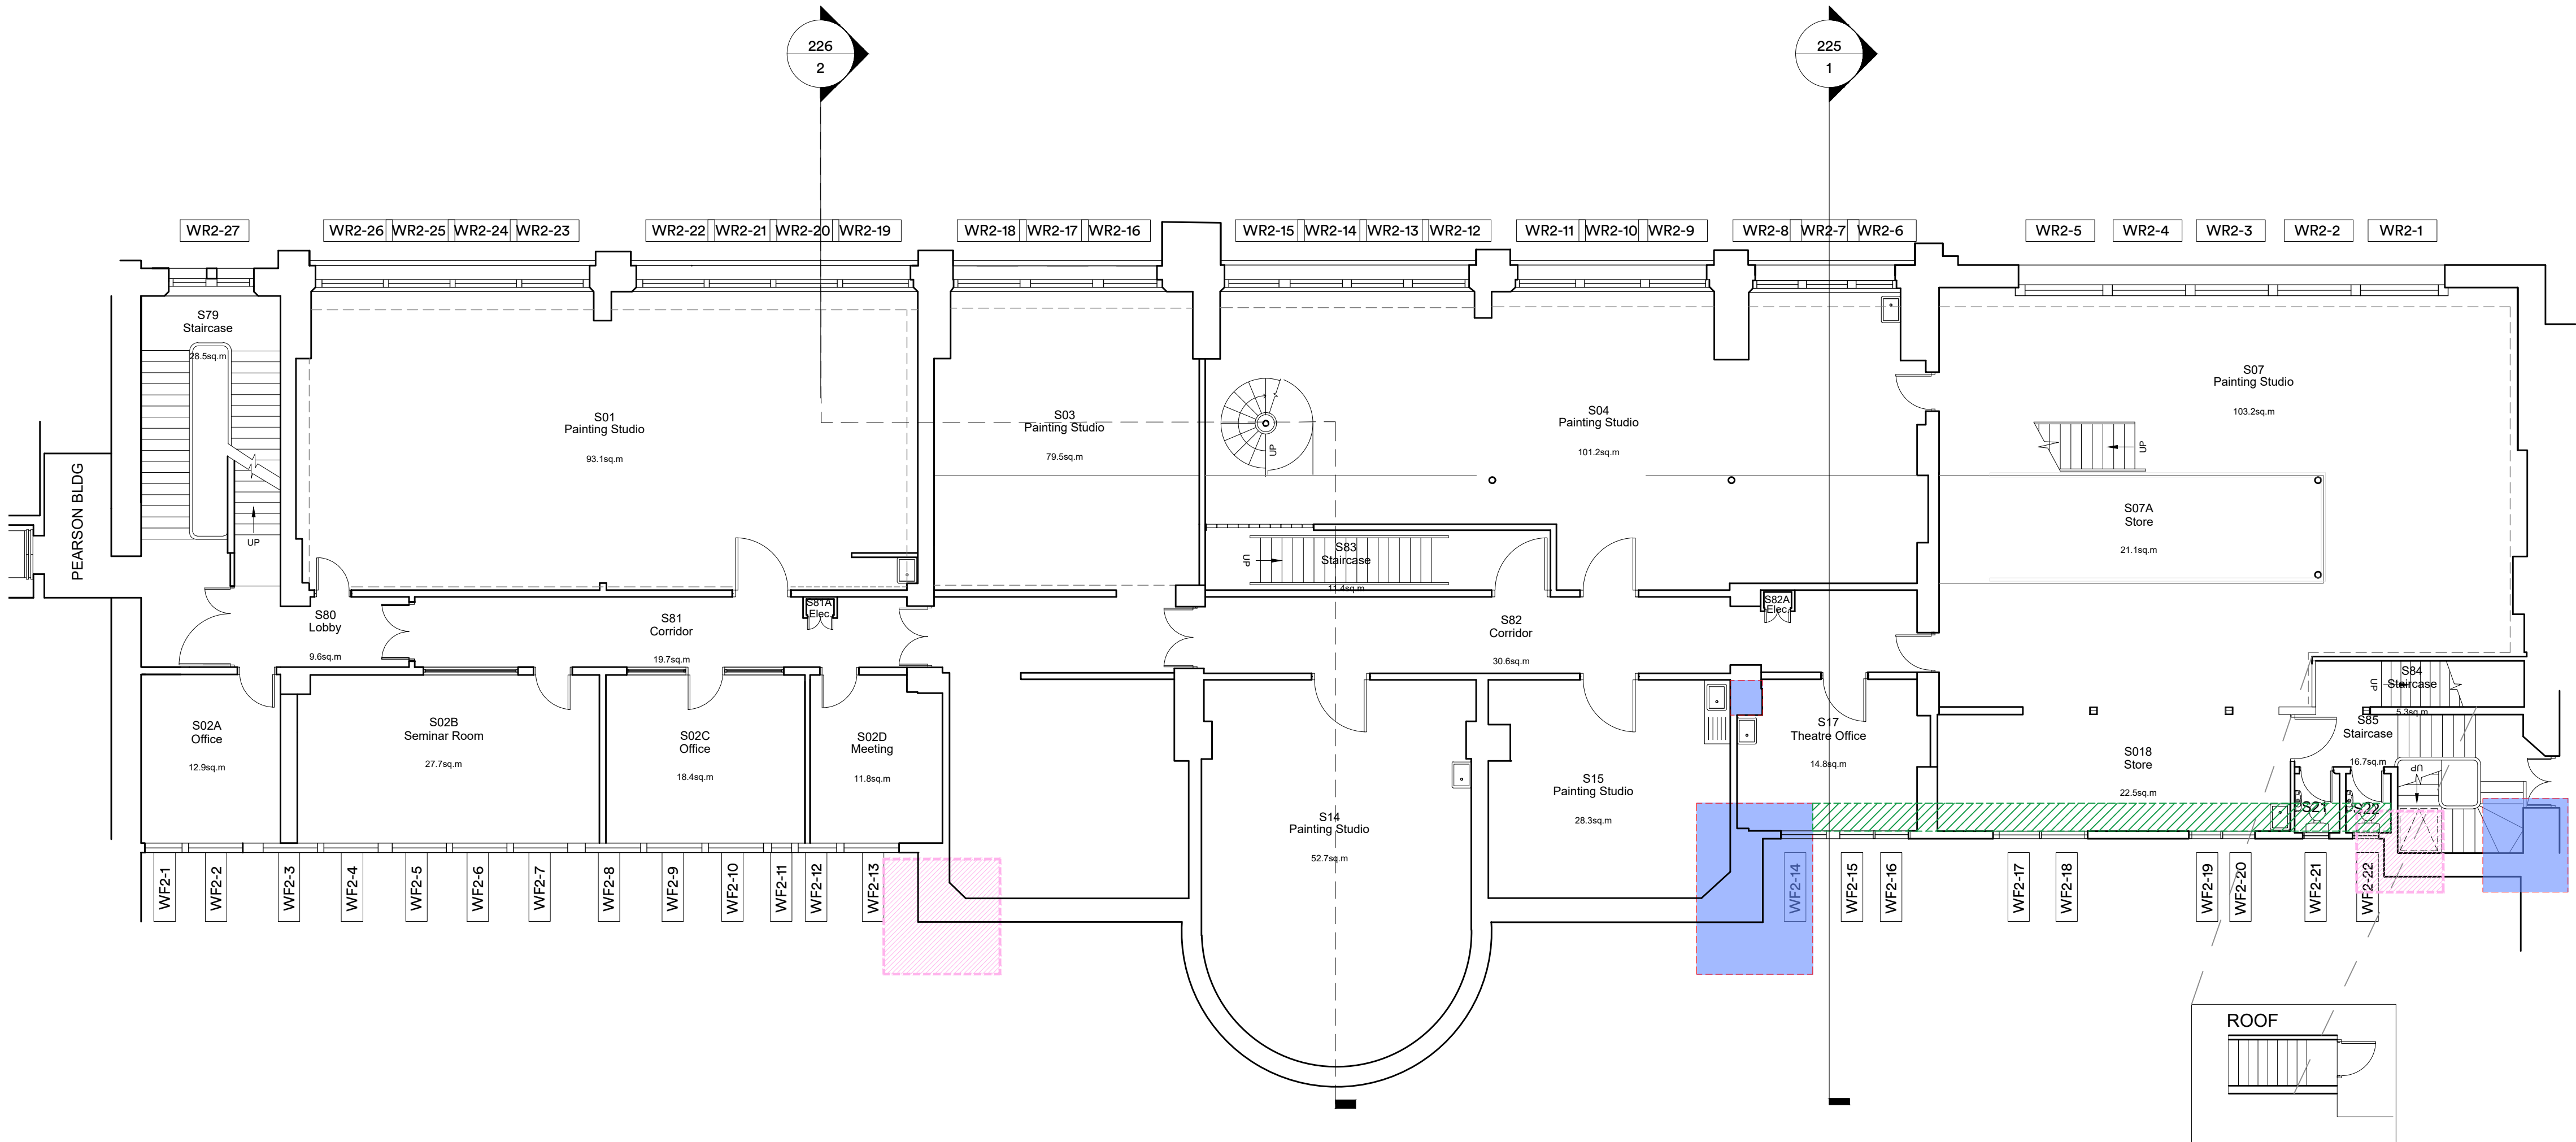 226
2
225
1
WR2-27
WR2-26 WR2-25 WR2-24 WR2-23
WR2-22 WR2-21 WR2-20 WR2-19
WR2-18 WR2-17 WR2-16
WR2-15 WR2-14 WR2-13 WR2-12
WR2-11 WR2-10 WR2-9
WR2-8 WR2-7 WR2-6
WR2-5
WR2-4
WR2-3
WR2-2
WR2-1
S79
Staircase
28.5sq.m
UP
PEARSON BLDG
S01
Painting Studio
93.1sq.m
S03
Painting Studio
79.5sq.m
UP
S04
Painting Studio
101.2sq.m
S07
Painting Studio
103.2sq.m
UP
S07A
Store
21.1sq.m
UP
S83
Staircase
11.4sq.m
S80
Lobby
9.6sq.m
S81
Corridor
19.7sq.m
S81A
Elec.
S82
Corridor
30.6sq.m
S82A
Elec.
S84
Staircase
5.3sq.m
UP
S85
Staircase
16.7sq.m
UP
S02A
Office
12.9sq.m
S02B
Seminar Room
27.7sq.m
S02C
Office
18.4sq.m
S02D
Meeting
11.8sq.m
S14
Painting Studio
52.7sq.m
S15
Painting Studio
28.3sq.m
S17
Theatre Office
14.8sq.m
S018
Store
22.5sq.m
S21
S22
WF2-1
WF2-2
WF2-3
WF2-4
WF2-5
WF2-6
WF2-7
WF2-8
WF2-9
WF2-10
WF2-11
WF2-12
WF2-13
WF2-14
WF2-15
WF2-16
WF2-17
WF2-18
WF2-19
WF2-20
WF2-21
WF2-22
ROOF